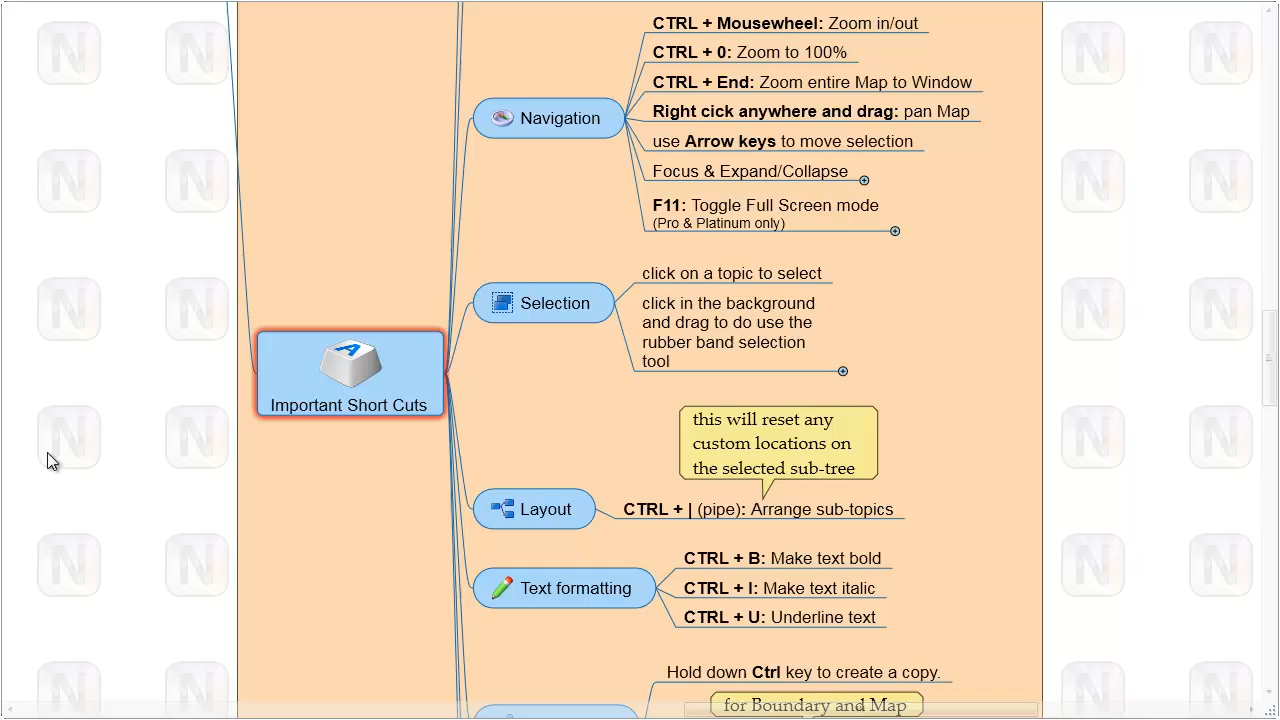 CTRL + Mousewheel: Zoom in/out
CTRL + 0: Zoom to 100%
CTRL + End: Zoom entire Map to Window
Navigation
Right cick anywhere and drag: pan Map
use Arrow keys to move selection
Focus & Expand/Collapse
F11: Toggle Full Screen mode
(Pro & Platinum only)
Selection
click on a topic to select
click in the background
and drag to do use the
rubber band selection
tool
Important Short Cuts
this will reset any
custom locations on
the selected sub-tree
Layout
CTRL + | (pipe): Arrange sub-topics
Text formatting
CTRL + B: Make text bold
CTRL + I: Make text italic
CTRL + U: Underline text
Hold down Ctrl key to create a copy.
for Boundary and Map